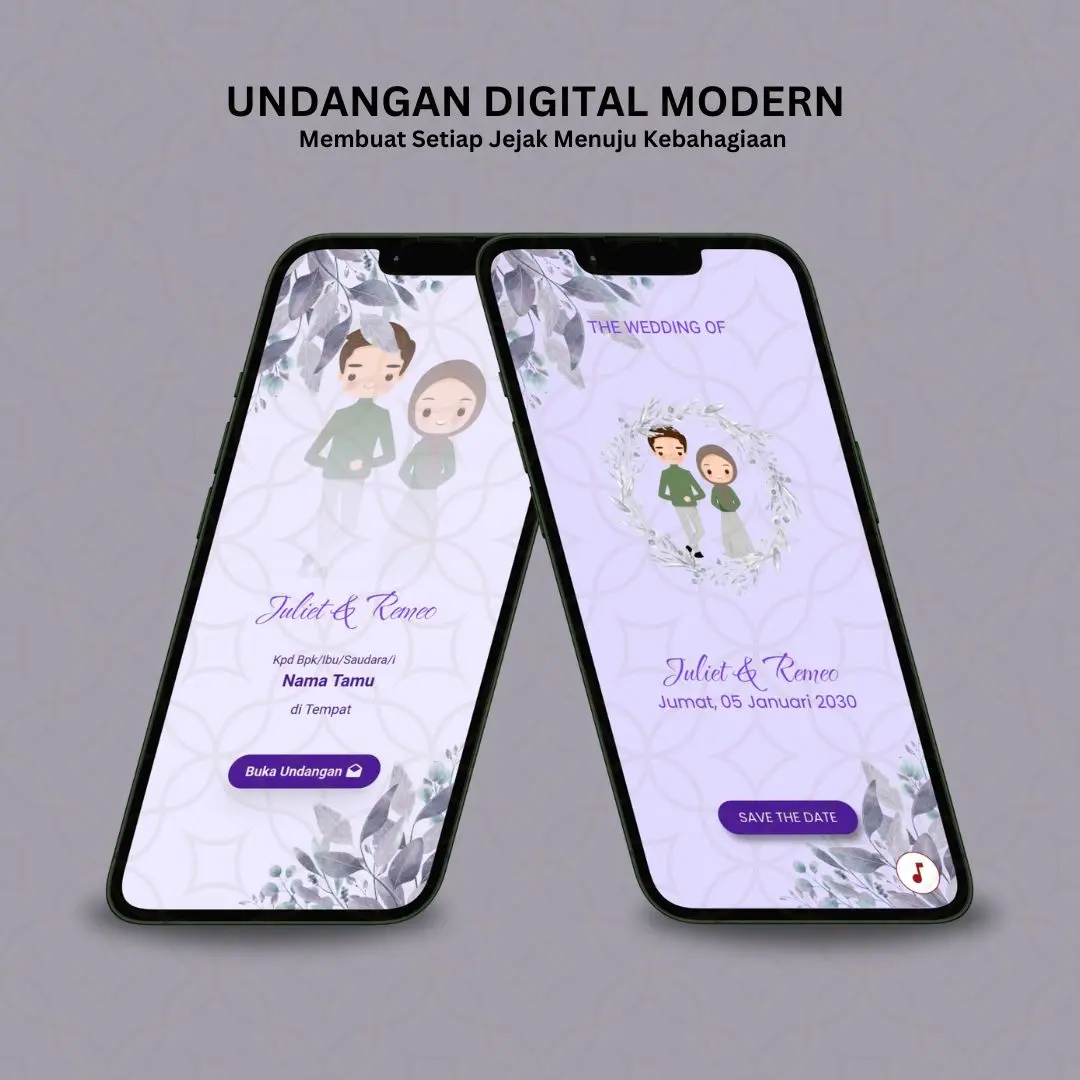 UNDANGAN DIGITAL MODERN
Membuat Setiap Jejak Menuju Kebahagiaan
Juliet & Remeo
Kpd Bpk/Ibu/Saudara/i
Nama Tamu
di Tempat
Buka Undangan
THE WEDDING OF
Juliet & Remeo
Jumat, 05 Januari 2030
SAVE THE DATE